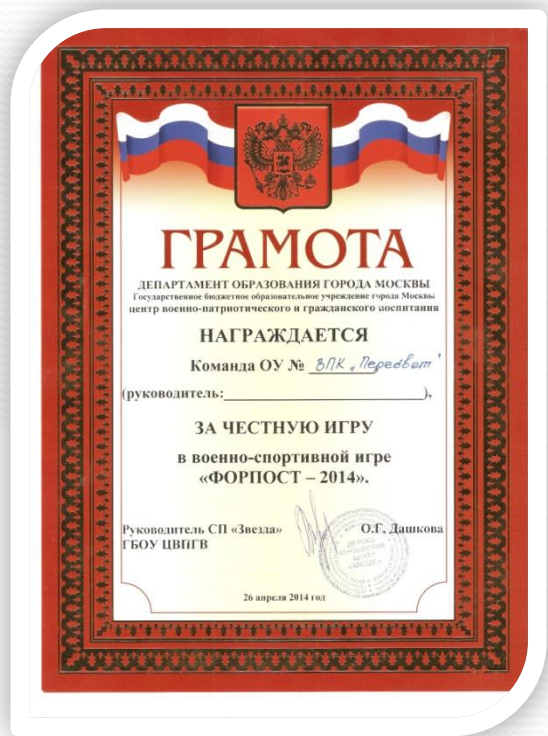 ГРАМОТА
ДЕПАРТАМЕНТ ОБРАЗОВАНИЯ ГОРОДА МОСКВЫ
Государственное бюджетное образовательное учреждение города Москвы
центр военно-патриотического и гражданского воспитания
НАГРАЖДАЕТСЯ
Команда ОУ № ВПК „Пересвет"
(руководитель:____________________),
ЗА ЧЕСТНУЮ ИГРУ
в военно-спортивной игре
«ФОРПОСТ – 2014».
Руководитель СП «Звезда» О.Г. Дашкова
ГБОУ ЦВПГВ
26 апреля 2014 год